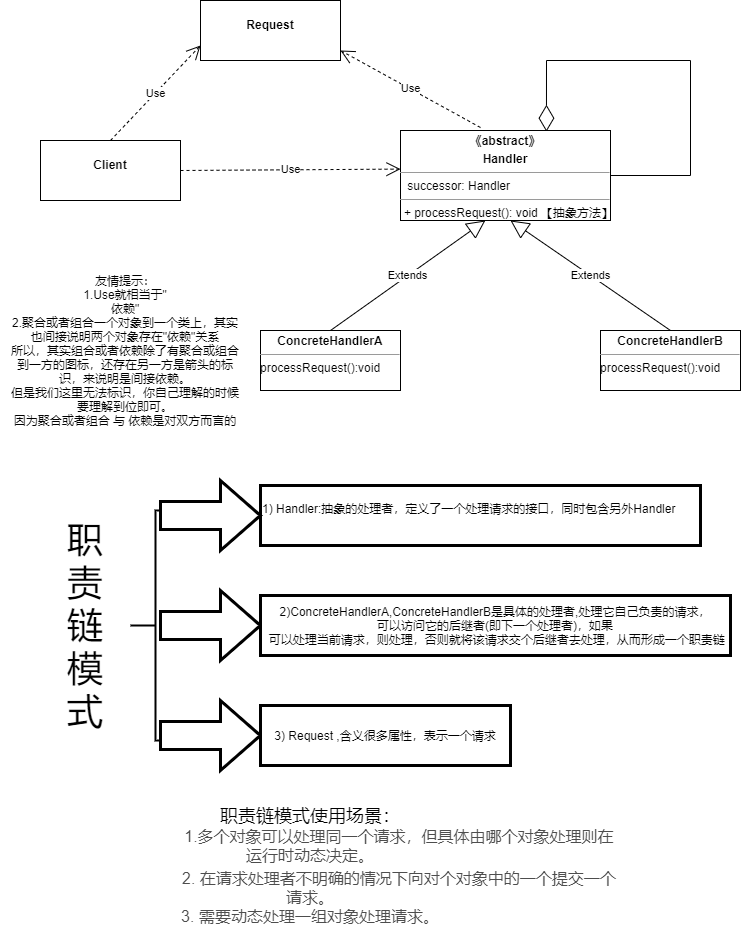 Request
Use
Use
《abstract》
Handler
Client
Use
successor: Handler
+ processRequest(): void 【抽象方法】
Extends
Extends
友情提示：
1.Use就相当于"
依赖"
2.聚合或者组合一个对象到一个类上，其实
也间接说明两个对象存在"依赖"关系
所以，其实组合或者依赖除了有聚合或组合
到一方的图标，还存在另一方是箭头的标
识，来说明是间接依赖。
但是我们这里无法标识，你自己理解的时候
要理解到位即可。
因为聚合或者组合 与 依赖是对双方而言的
ConcreteHandlerA
processRequest():void
ConcreteHandlerB
processRequest():void
职责链模式
1) Handler:抽象的处理者，定义了一个处理请求的接口，同时包含另外Handler
2)ConcreteHandlerA,ConcreteHandlerB是具体的处理者,处理它自己负责的请求，
可以访问它的后继者(即下一个处理者)，如果
可以处理当前请求，则处理，否则就将该请求交个后继者去处理，从而形成一个职责链
3) Request ,含义很多属性，表示一个请求
职责链模式使用场景：
1.多个对象可以处理同一个请求，但具体由哪个对象处理则在
运行时动态决定。
2. 在请求处理者不明确的情况下向对个对象中的一个提交一个
请求。
3. 需要动态处理一组对象处理请求。